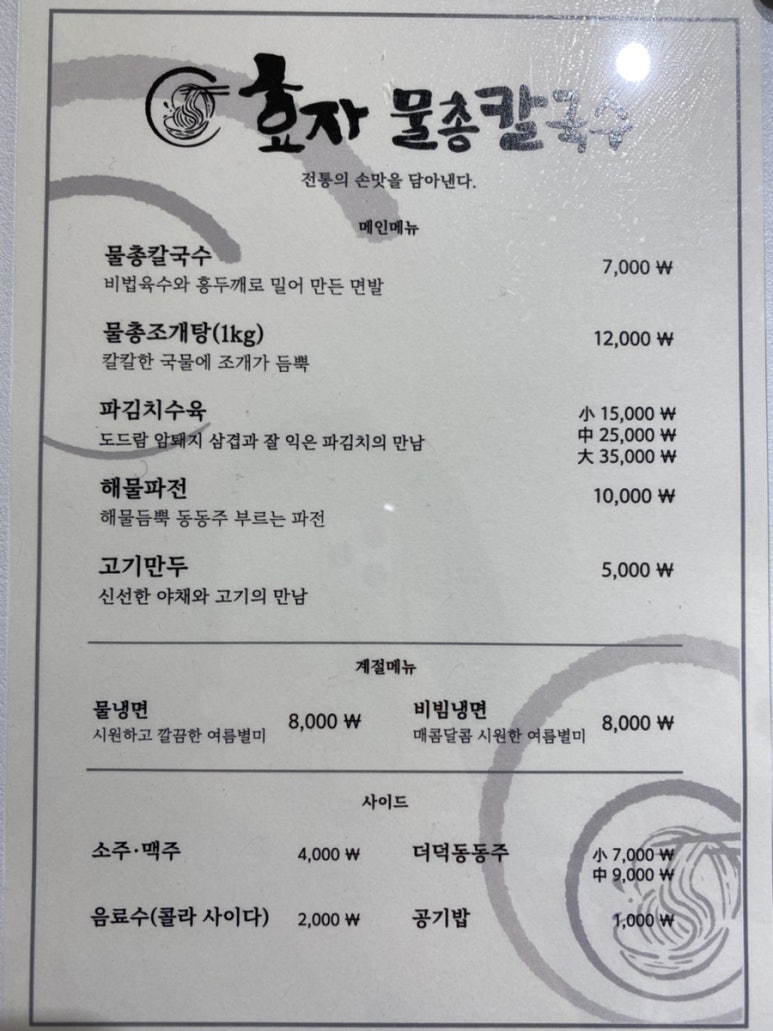 효자 물총칼국수
전통의 손맛을 담아낸다.
메인메뉴
물총칼국수 7,000 ₩
비법육수와 홍두깨로 밀어 만든 면발
물총조개탕(1kg) 12,000 ₩
칼칼한 국물에 조개가 듬뿍
파김치수육 小 15,000 ₩
도드람 암퇘지 삼겹과 잘 익은 파김치의 만남 中 25,000 ₩
大 35,000 ₩
해물파전 10,000 ₩
해물듬뿍 동동주 부르는 파전
고기만두 5,000 ₩
신선한 야채와 고기의 만남
계절메뉴
물냉면 8,000 ₩ 비빔냉면 8,000 ₩
시원하고 깔끔한 여름별미 매콤달콤 시원한 여름별미
사이드
소주·맥주 4,000 ₩ 더덕동동주 小 7,000 ₩
中 9,000 ₩
음료수(콜라 사이다) 2,000 ₩ 공기밥 1,000 ₩